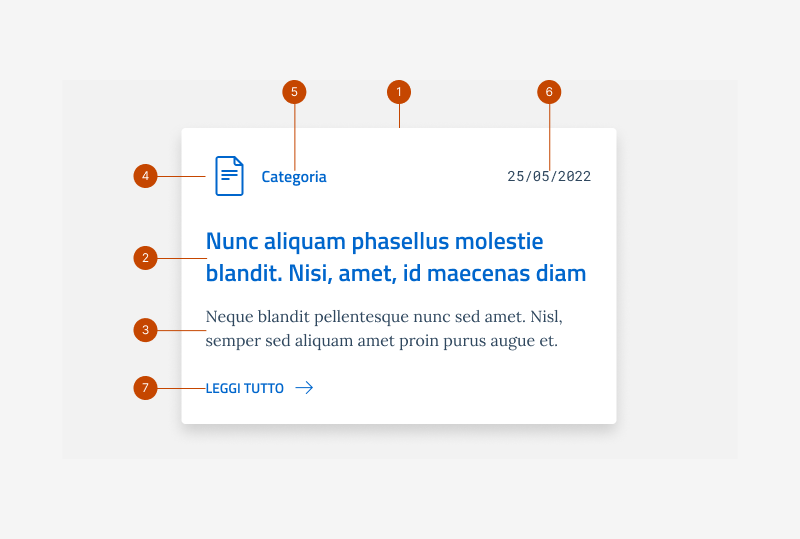 5
1
6
4
Categoria
25/05/2022
2
Nunc aliquam phasellus molestie
blandit. Nisi, amet, id maecenas diam
3
Neque blandit pellentesque nunc sed amet. Nisl,
semper sed aliquam amet proin purus augue et.
7
LEGGI TUTTO